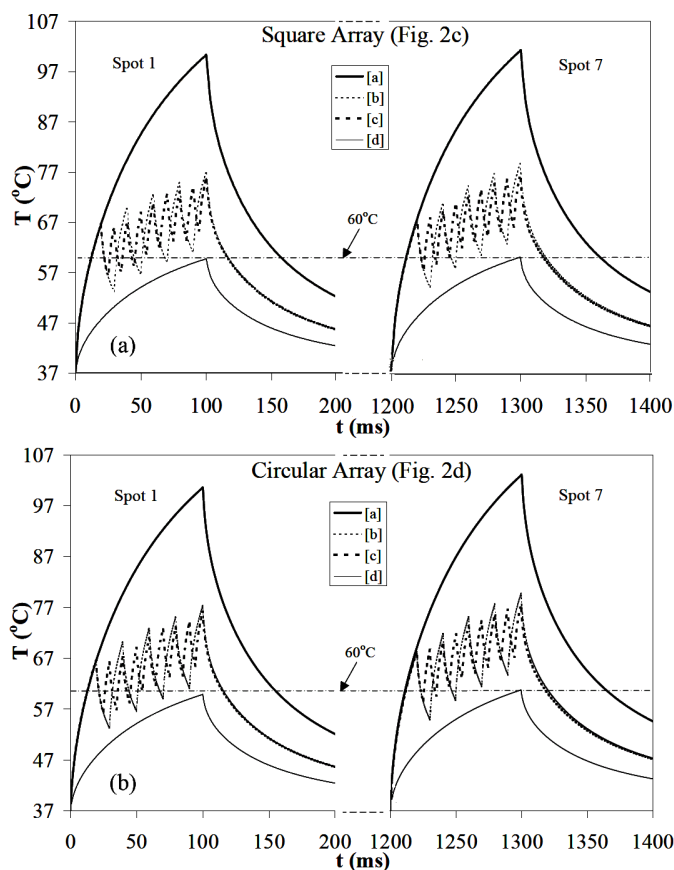 Square Array (Fig. 2c)
Spot 1
Spot 7
[a]
[b]
[c]
[d]
T (°C)
107
97
87
77
67
57
47
37
60°C
(a)
0 50 100 150 200 1200 1250 1300 1350 1400
t (ms)
Circular Array (Fig. 2d)
Spot 1
Spot 7
[a]
[b]
[c]
[d]
T (°C)
107
97
87
77
67
57
47
37
60°C
(b)
0 50 100 150 200 1200 1250 1300 1350 1400
t (ms)